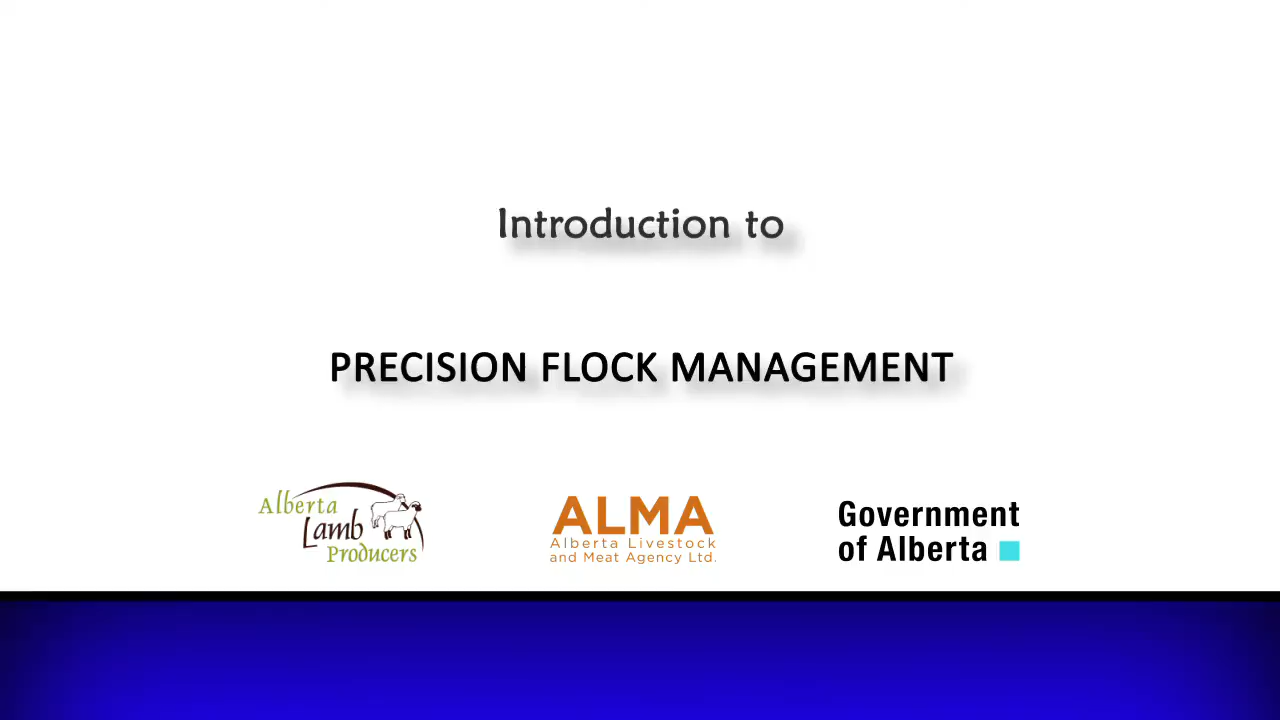 Introduction to
PRECISION FLOCK MANAGEMENT
Alberta
Lamb
Producers
ALMA
Alberta Livestock
and Meat Agency Ltd.
Government
of Alberta